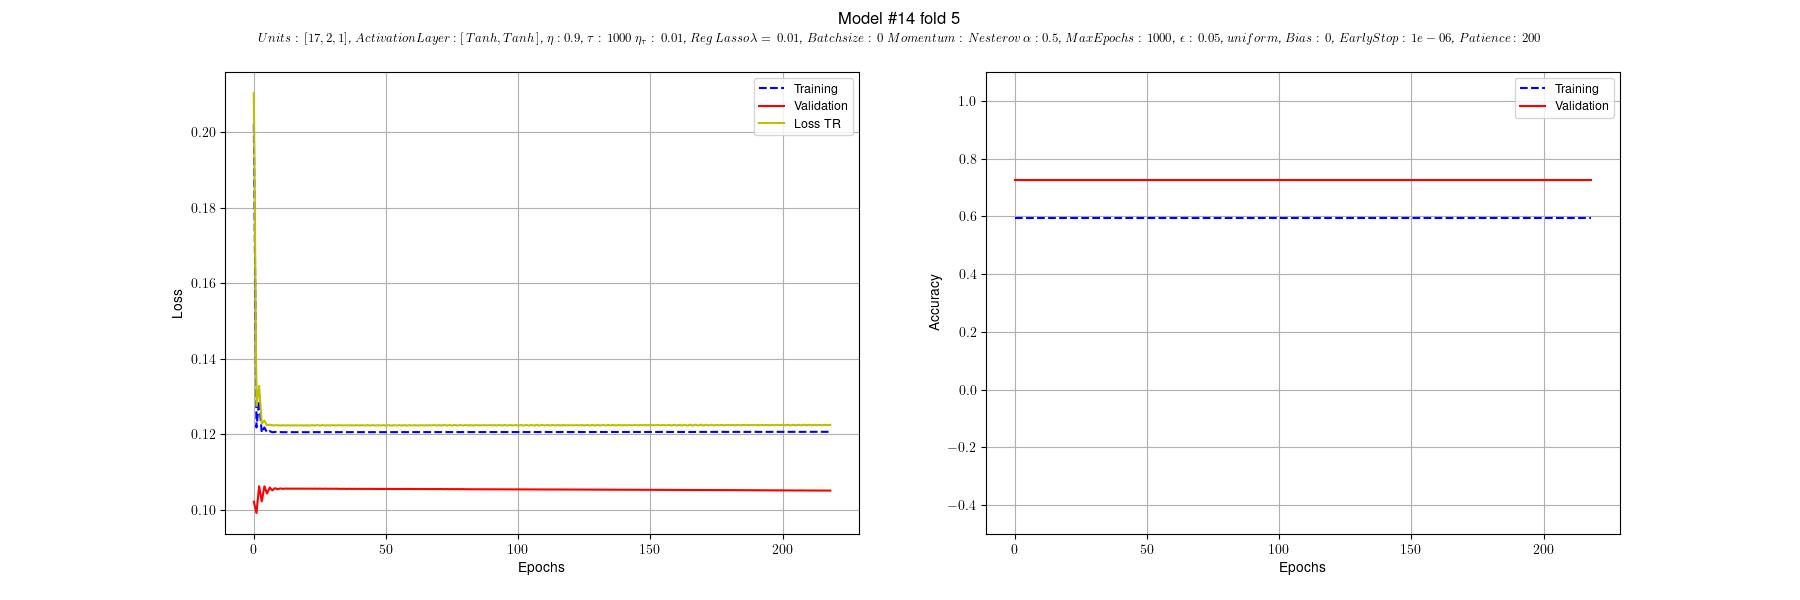 Model #14 fold 5
Units : [17, 2, 1], ActivationLayer : [Tanh, Tanh], η : 0.9, τ : 1000 ητ : 0.01, Reg Lassoλ = 0.01, Batchsize : 0 Momentum : Nesterov α : 0.5, MaxEpochs : 1000, ϵ : 0.05, uniform, Bias : 0, EarlyStop : 1e − 06, Patience : 200
Training
Validation
Loss TR
0.20
0.18
0.16
0.14
0.12
0.10
Loss
0 50 100 150 200
Epochs
Training
Validation
1.0
0.8
0.6
0.4
0.2
0.0
−0.2
−0.4
Accuracy
0 50 100 150 200
Epochs